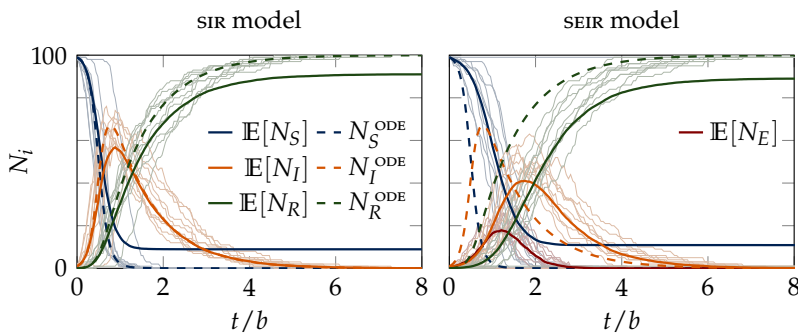 SIR model
SEIR model
100
N_i
0
𝔼[N_S] N_S^ODE
𝔼[N_I] N_I^ODE
𝔼[N_R] N_R^ODE
𝔼[N_E]
0 2 4 6 8
t/b
0 2 4 6 8
t/b